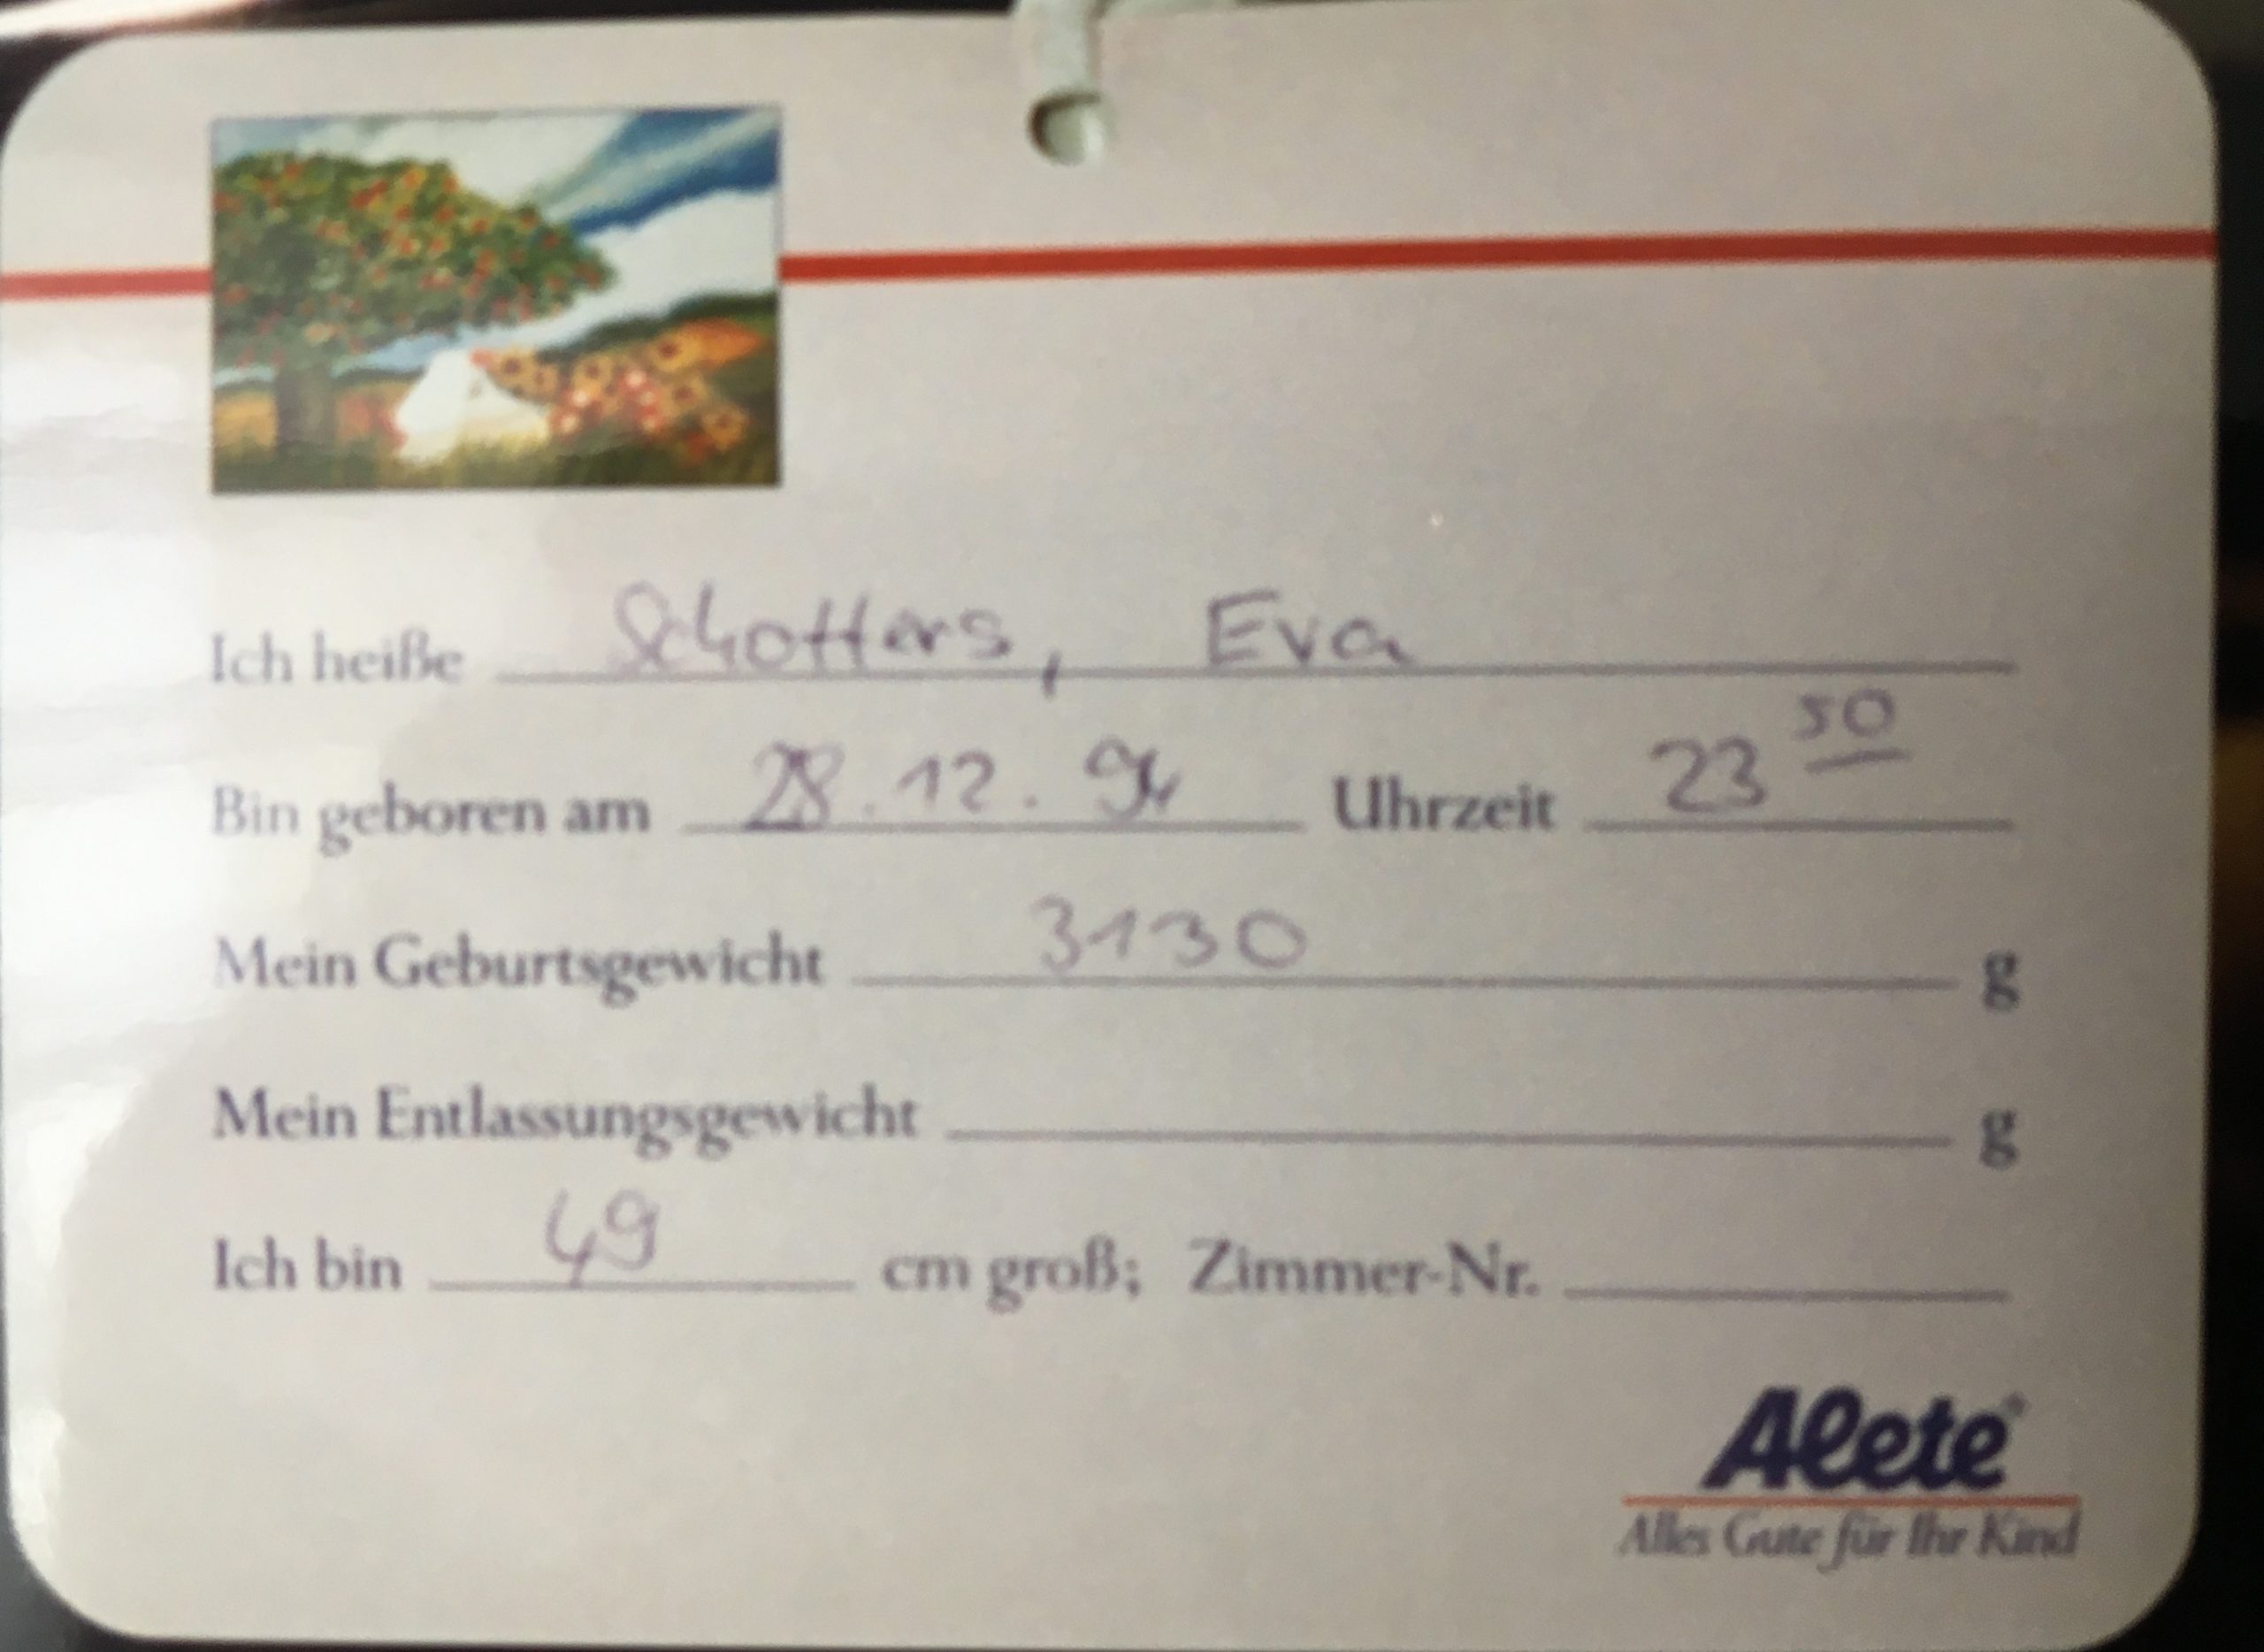 Ich heiße Schotters, Eva
Bin geboren am 28.12.94 Uhrzeit 23 50
Mein Geburtsgewicht 3130 g
Mein Entlassungsgewicht g
Ich bin 49 cm groß; Zimmer-Nr.
Alete®
Alles Gute für Ihr Kind